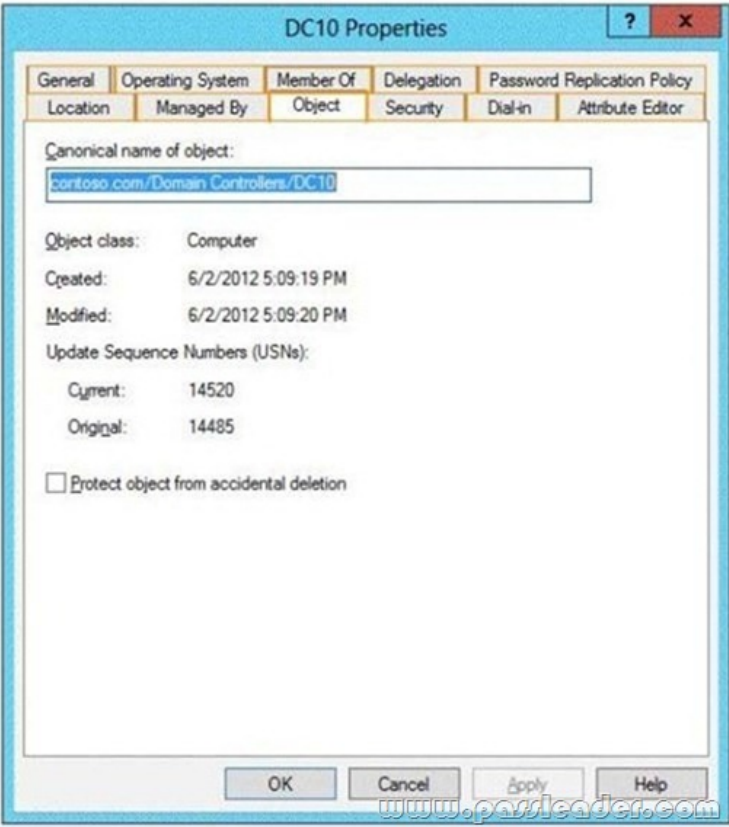 DC10 Properties
? x
General Operating System Member Of Delegation Password Replication Policy
Location Managed By Object Security Dial-in Attribute Editor
Canonical name of object:
contoso.com/Domain Controllers/DC10
Object class: Computer
Created: 6/2/2012 5:09:19 PM
Modified: 6/2/2012 5:09:20 PM
Update Sequence Numbers (USNs):
Current: 14520
Original: 14485
Protect object from accidental deletion
OK Cancel Apply Help
www.passleader.com